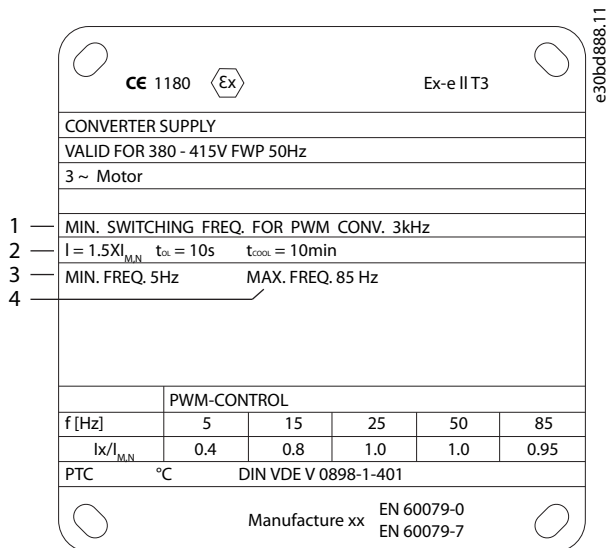 e30bd888.11
CE 1180 Ex Ex-e ll T3
CONVERTER SUPPLY
VALID FOR 380 - 415V FWP 50Hz
3 ~ Motor
1 MIN. SWITCHING FREQ. FOR PWM CONV. 3kHz
2 l = 1.5XIM,N tOL = 10s tCOOL = 10min
3 MIN. FREQ. 5Hz MAX. FREQ. 85 Hz
4
PWM-CONTROL
f [Hz] 5 15 25 50 85
Ix/IM,N 0.4 0.8 1.0 1.0 0.95
PTC °C DIN VDE V 0898-1-401
Manufacture xx EN 60079-0
EN 60079-7